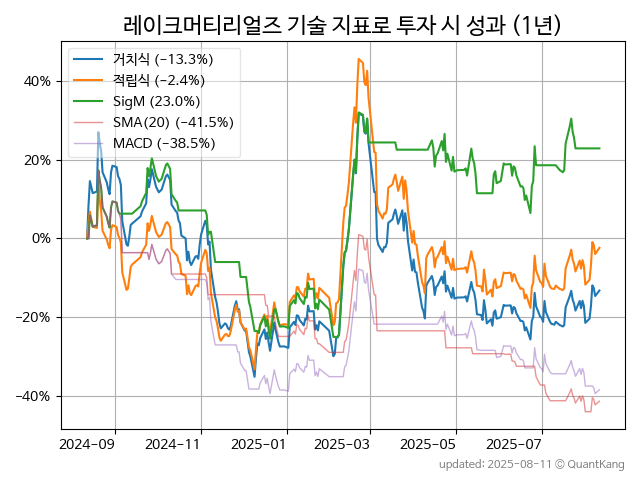 레이크머티리얼즈 기술 지표로 투자 시 성과 (1년)
거치식 (−13.3%)
적립식 (−2.4%)
SigM (23.0%)
SMA(20) (−41.5%)
MACD (−38.5%)
40%
20%
0%
−20%
−40%
2024−09 2024−11 2025−01 2025−03 2025−05 2025−07
updated: 2025−08−11 © QuantKang